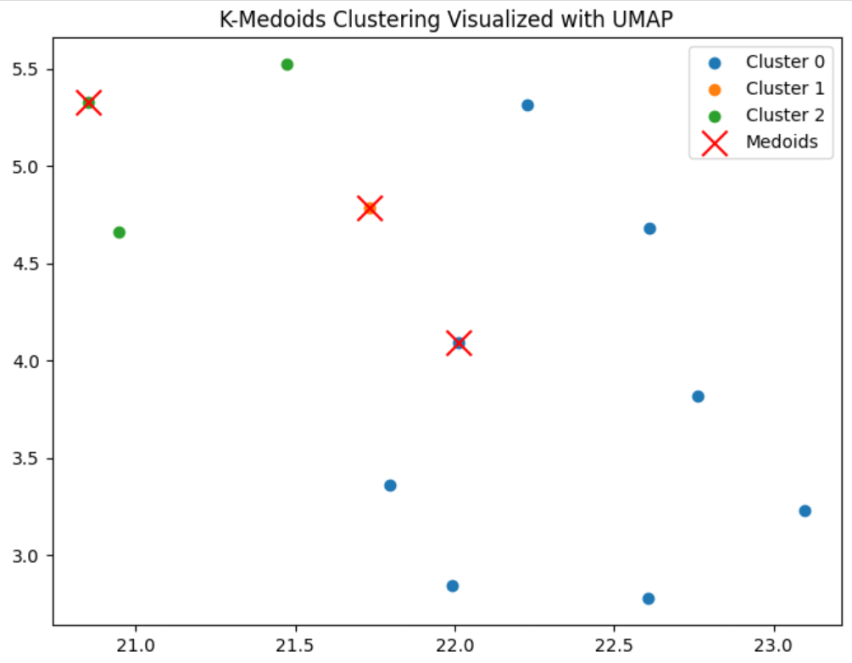 K-Medoids Clustering Visualized with UMAP
Cluster 0
Cluster 1
Cluster 2
Medoids
5.5
5.0
4.5
4.0
3.5
3.0
21.0 21.5 22.0 22.5 23.0